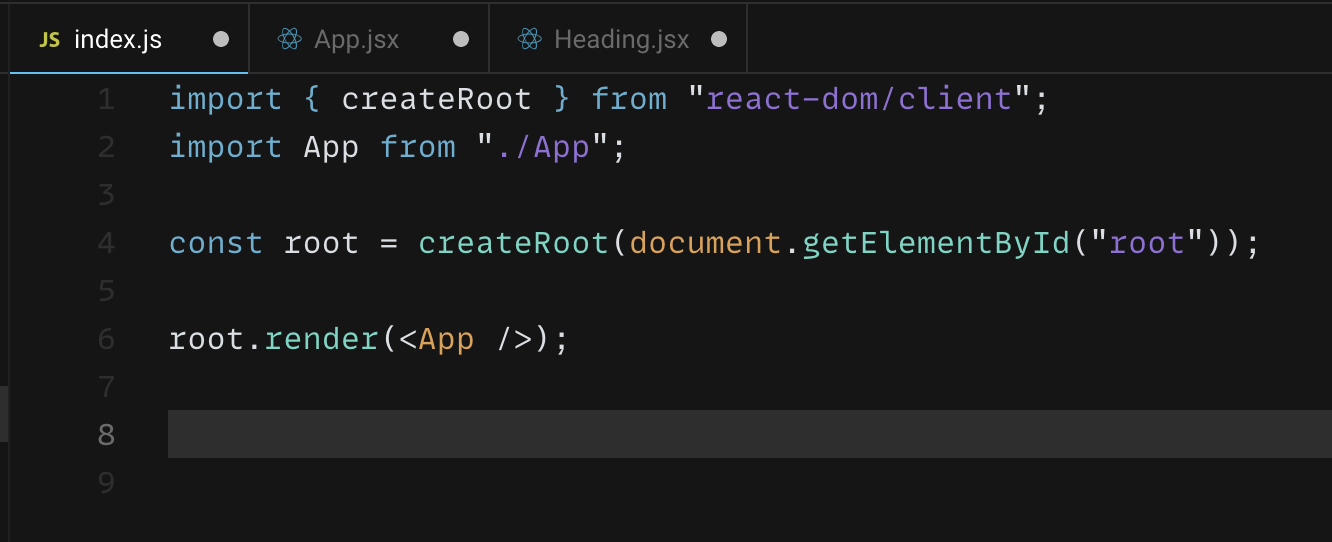 JS index.js App.jsx Heading.jsx
1 import { createRoot } from "react-dom/client";
2 import App from "./App";
3
4 const root = createRoot(document.getElementById("root"));
5
6 root.render(<App />);
7
8
9